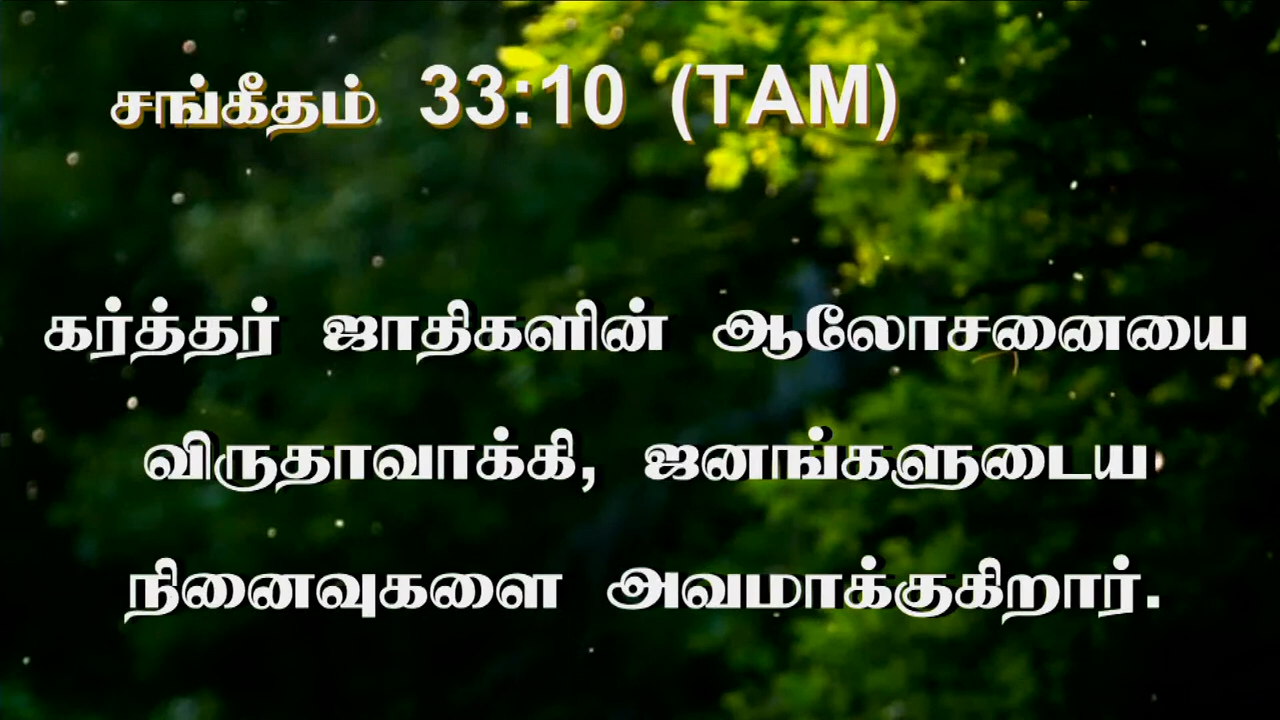 சங்கீதம் 33:10 (TAM)
கர்த்தர் ஜாதிகளின் ஆலோசனையை
விருதாவாக்கி, ஜனங்களுடைய
நினைவுகளை அவமாக்குகிறார்.